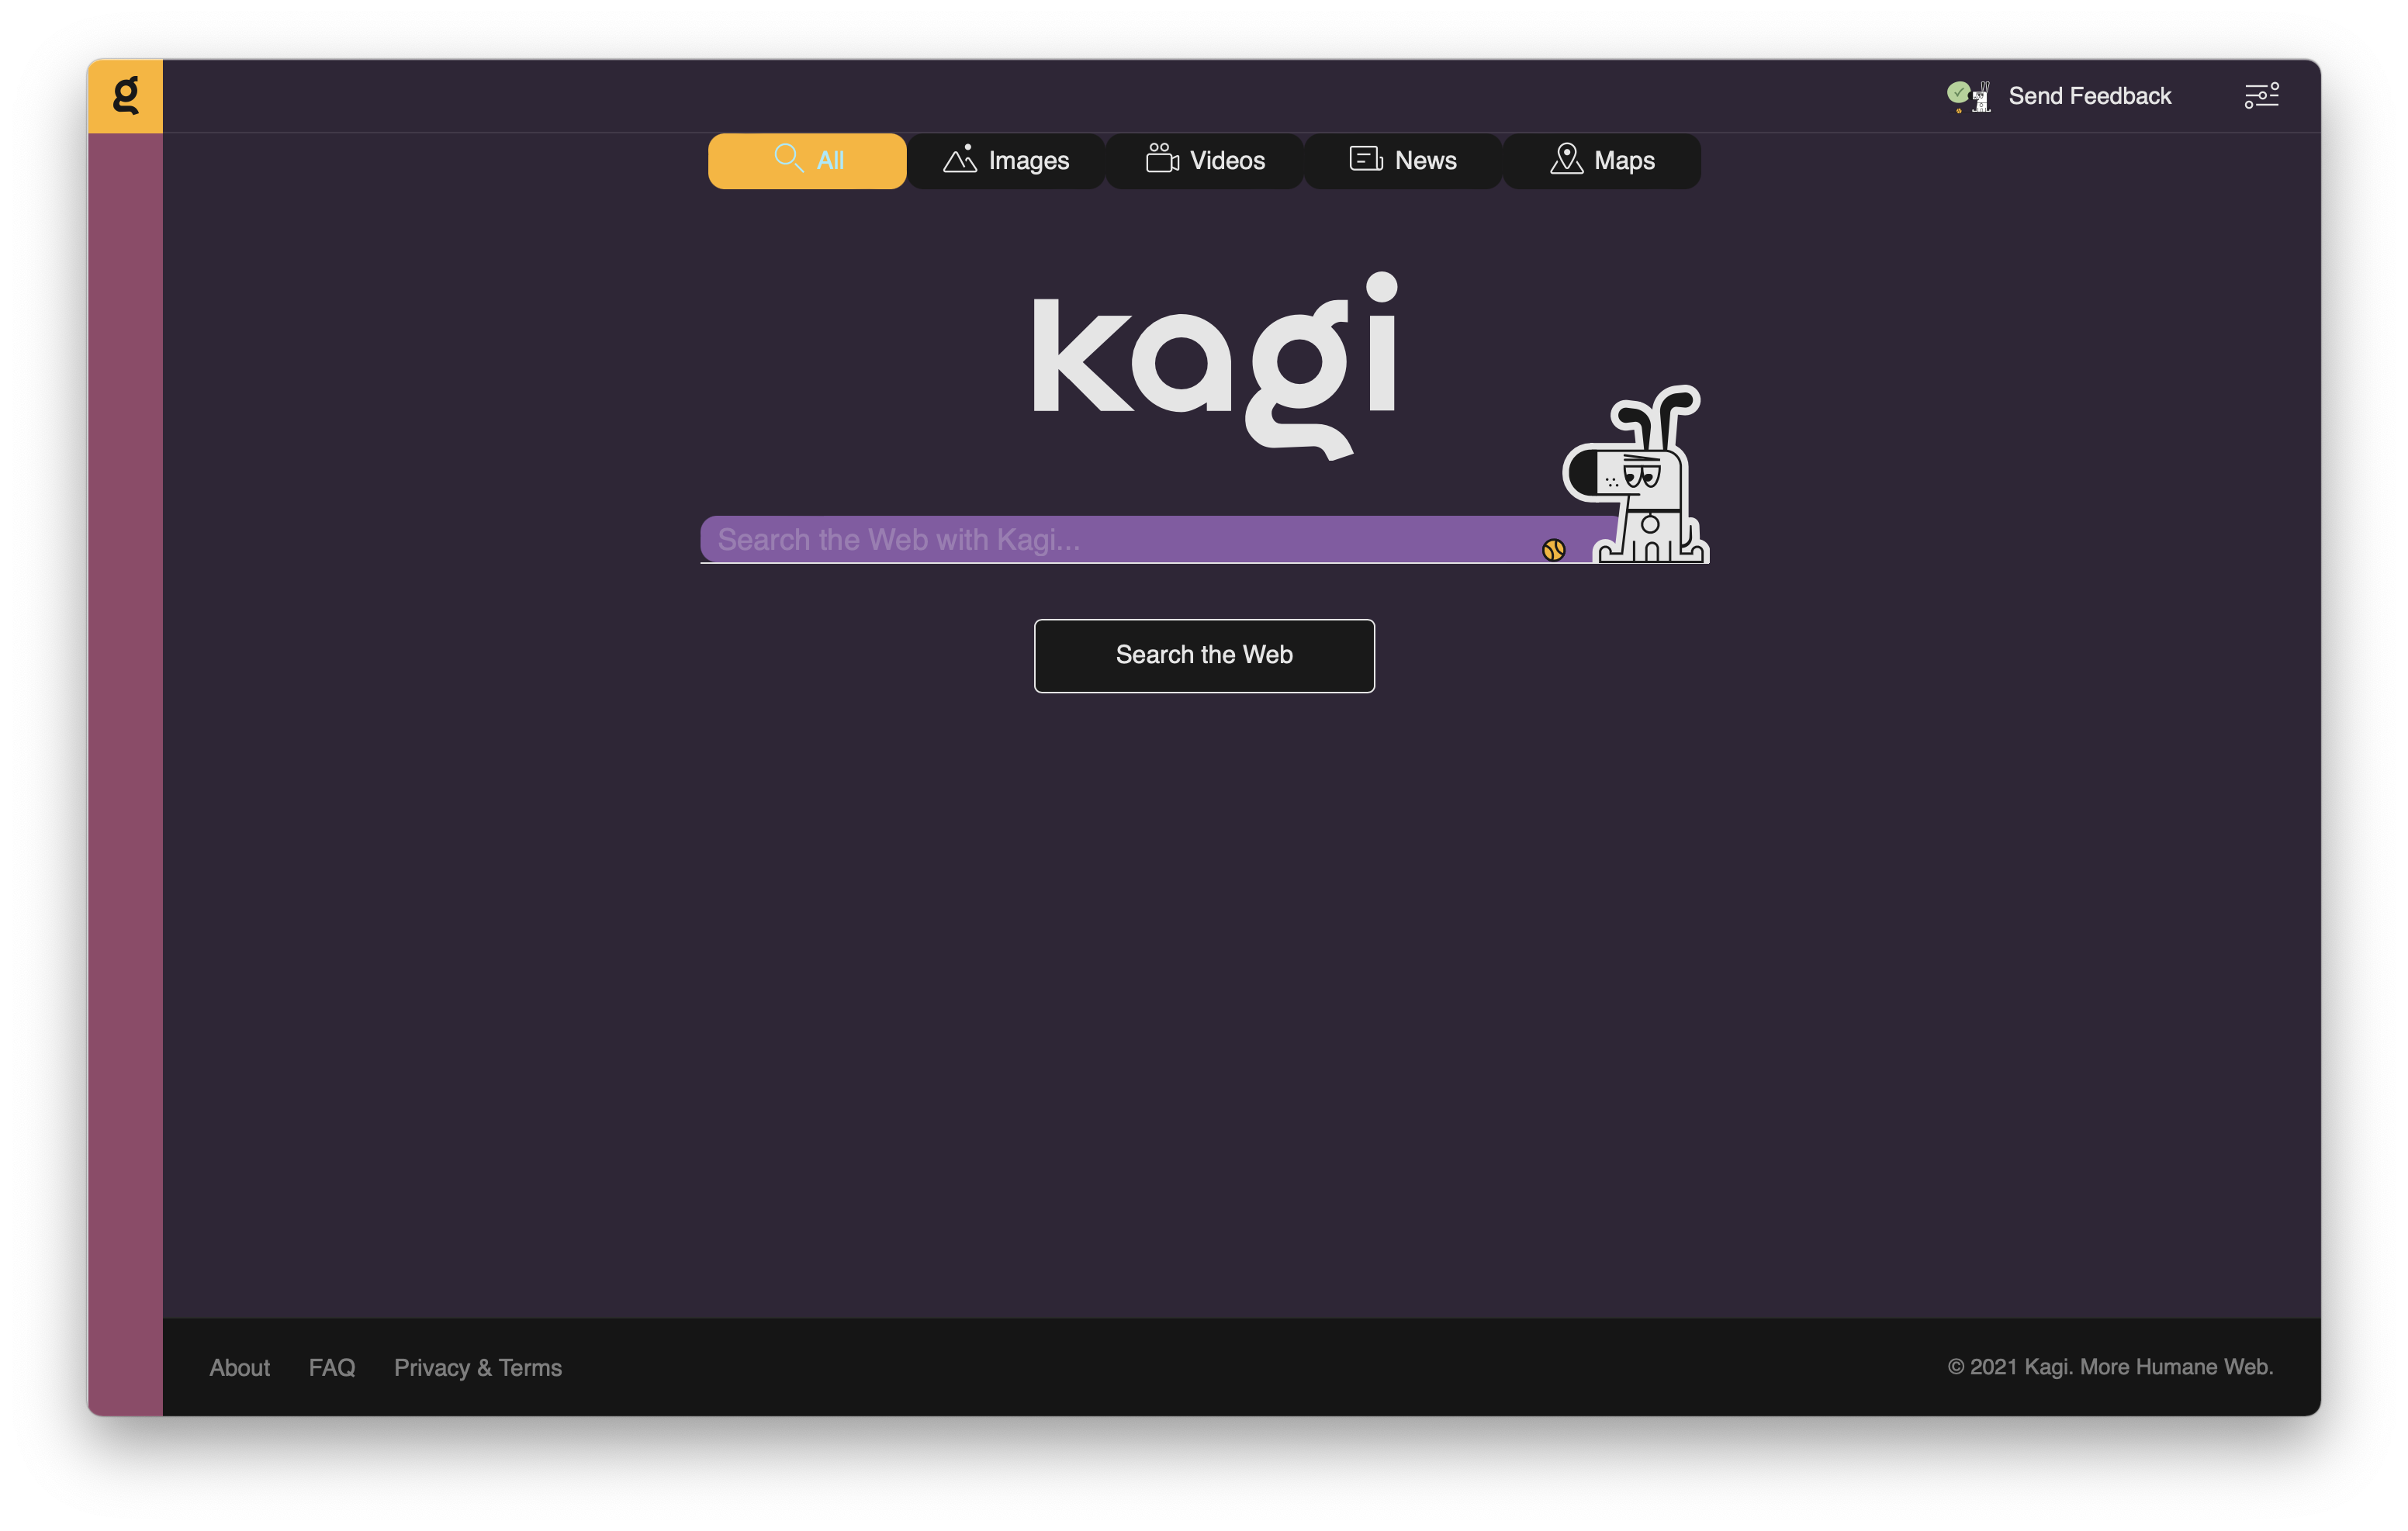 g
Send Feedback
All
Images
Videos
News
Maps
kagi
Search the Web with Kagi...
Search the Web
About
FAQ
Privacy & Terms
© 2021 Kagi. More Humane Web.